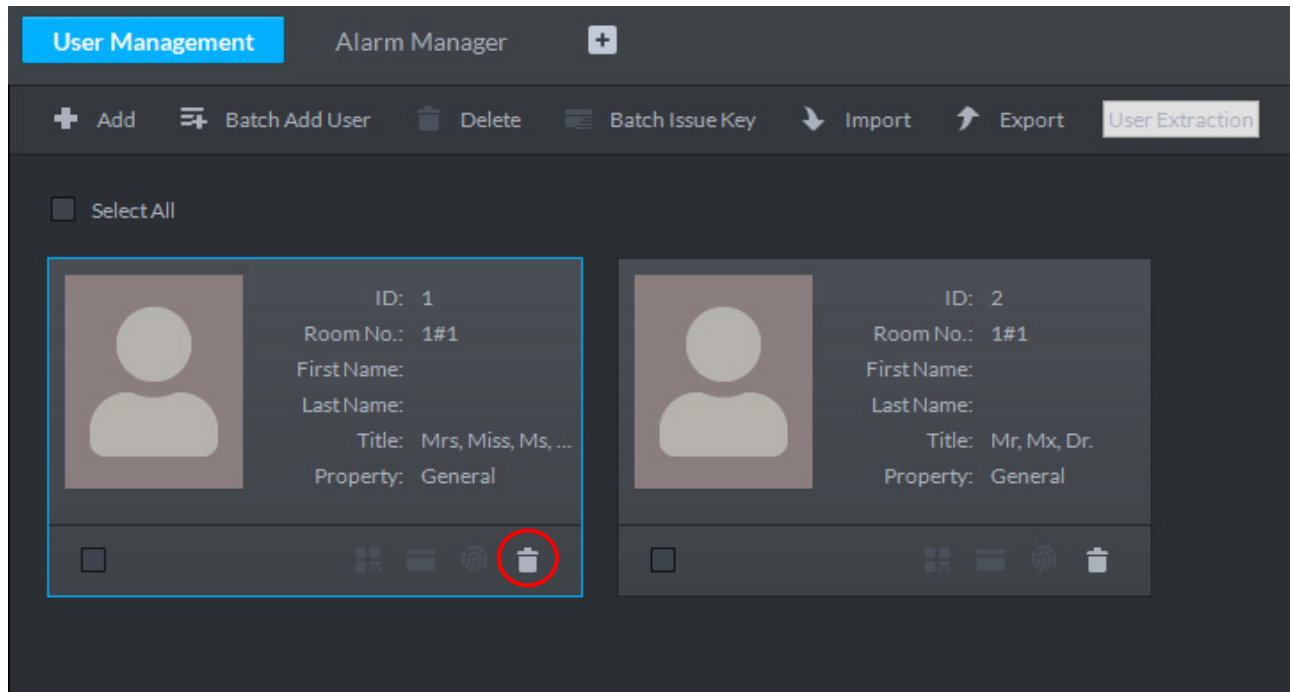 User Management Alarm Manager
Add Batch Add User Delete Batch Issue Key Import Export User Extraction
Select All
ID: 1
Room No.: 1#1
First Name:
Last Name:
Title: Mrs, Miss, Ms, ...
Property: General
ID: 2
Room No.: 1#1
First Name:
Last Name:
Title: Mr, Mx, Dr.
Property: General